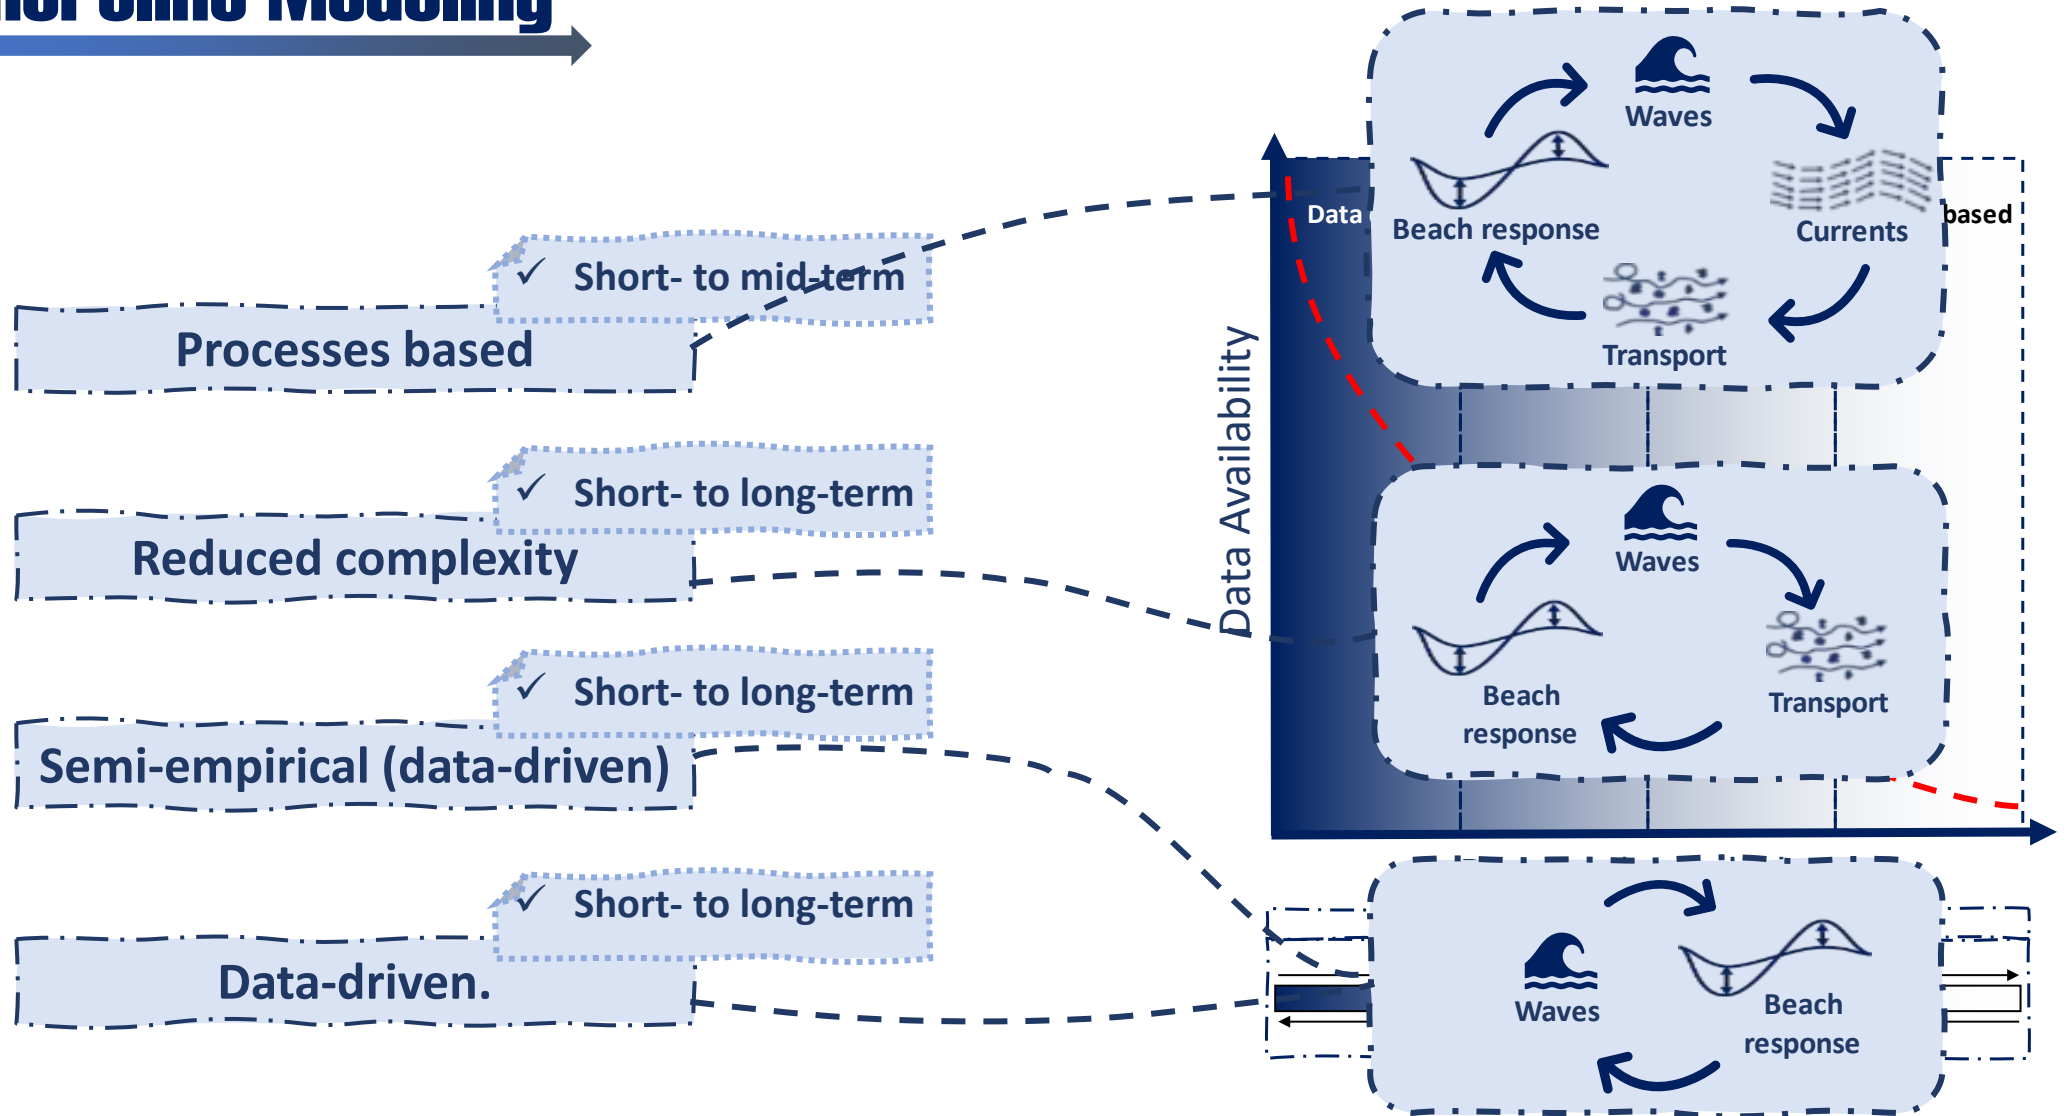 Modeling
Waves
Data
Beach response
Currents
based
Transport
Short- to mid-term
Processes based
Data Availability
Short- to long-term
Reduced complexity
Waves
Beach
response
Transport
Short- to long-term
Semi-empirical (data-driven)
Short- to long-term
Data-driven.
Waves
Beach
response